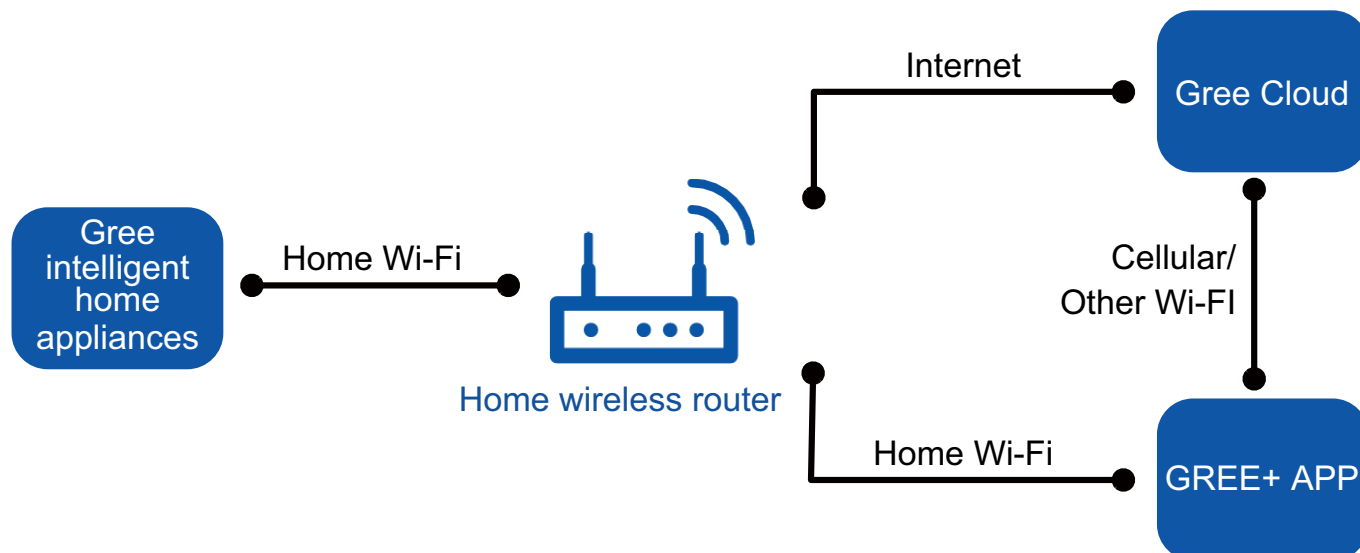 Internet
Gree Cloud
Gree
intelligent
home
appliances
Home Wi-Fi
Cellular/
Other Wi-FI
Home wireless router
Home Wi-Fi
GREE+ APP